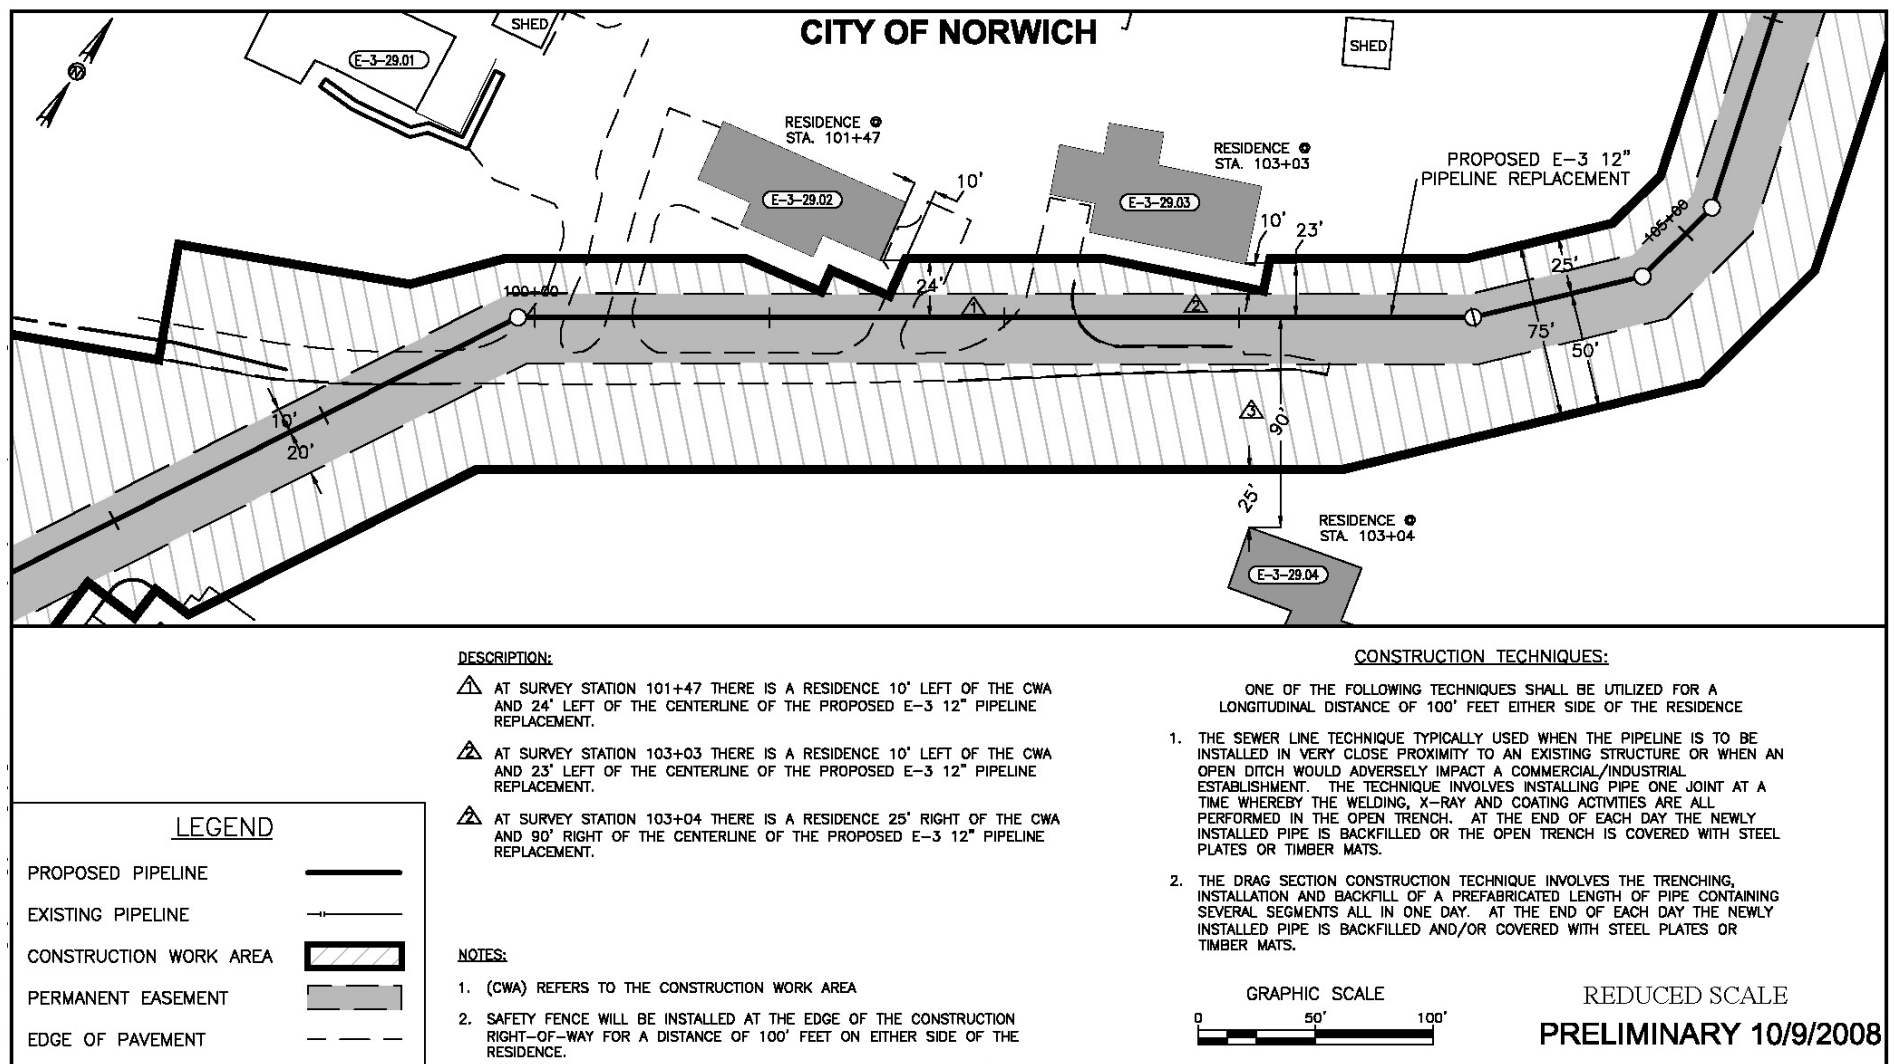 CITY OF NORWICH
SHED
E-3-29.01
SHED
N
RESIDENCE @
STA. 101+47
RESIDENCE @
STA. 103+03
PROPOSED E-3 12"
PIPELINE REPLACEMENT
E-3-29.02
10'
E-3-29.03
10'
23'
105+00
25'
100+00
24'
1
2
75'
50'
10'
20'
3
90'
25'
RESIDENCE @
STA. 103+04
E-3-29.04
DESCRIPTION:
1 AT SURVEY STATION 101+47 THERE IS A RESIDENCE 10' LEFT OF THE CWA
AND 24' LEFT OF THE CENTERLINE OF THE PROPOSED E-3 12" PIPELINE
REPLACEMENT.
2 AT SURVEY STATION 103+03 THERE IS A RESIDENCE 10' LEFT OF THE CWA
AND 23' LEFT OF THE CENTERLINE OF THE PROPOSED E-3 12" PIPELINE
REPLACEMENT.
2 AT SURVEY STATION 103+04 THERE IS A RESIDENCE 25' RIGHT OF THE CWA
AND 90' RIGHT OF THE CENTERLINE OF THE PROPOSED E-3 12" PIPELINE
REPLACEMENT.
NOTES:
1. (CWA) REFERS TO THE CONSTRUCTION WORK AREA
2. SAFETY FENCE WILL BE INSTALLED AT THE EDGE OF THE CONSTRUCTION
RIGHT-OF-WAY FOR A DISTANCE OF 100' FEET ON EITHER SIDE OF THE
RESIDENCE.
LEGEND
PROPOSED PIPELINE
EXISTING PIPELINE
CONSTRUCTION WORK AREA
PERMANENT EASEMENT
EDGE OF PAVEMENT
CONSTRUCTION TECHNIQUES:
ONE OF THE FOLLOWING TECHNIQUES SHALL BE UTILIZED FOR A
LONGITUDINAL DISTANCE OF 100' FEET EITHER SIDE OF THE RESIDENCE
1. THE SEWER LINE TECHNIQUE TYPICALLY USED WHEN THE PIPELINE IS TO BE
INSTALLED IN VERY CLOSE PROXIMITY TO AN EXISTING STRUCTURE OR WHEN AN
OPEN DITCH WOULD ADVERSELY IMPACT A COMMERCIAL/INDUSTRIAL
ESTABLISHMENT. THE TECHNIQUE INVOLVES INSTALLING PIPE ONE JOINT AT A
TIME WHEREBY THE WELDING, X-RAY AND COATING ACTIVITIES ARE ALL
PERFORMED IN THE OPEN TRENCH. AT THE END OF EACH DAY THE NEWLY
INSTALLED PIPE IS BACKFILLED OR THE OPEN TRENCH IS COVERED WITH STEEL
PLATES OR TIMBER MATS.
2. THE DRAG SECTION CONSTRUCTION TECHNIQUE INVOLVES THE TRENCHING,
INSTALLATION AND BACKFILL OF A PREFABRICATED LENGTH OF PIPE CONTAINING
SEVERAL SEGMENTS ALL IN ONE DAY. AT THE END OF EACH DAY THE NEWLY
INSTALLED PIPE IS BACKFILLED AND/OR COVERED WITH STEEL PLATES OR
TIMBER MATS.
GRAPHIC SCALE
0 50' 100'
REDUCED SCALE
PRELIMINARY 10/9/2008